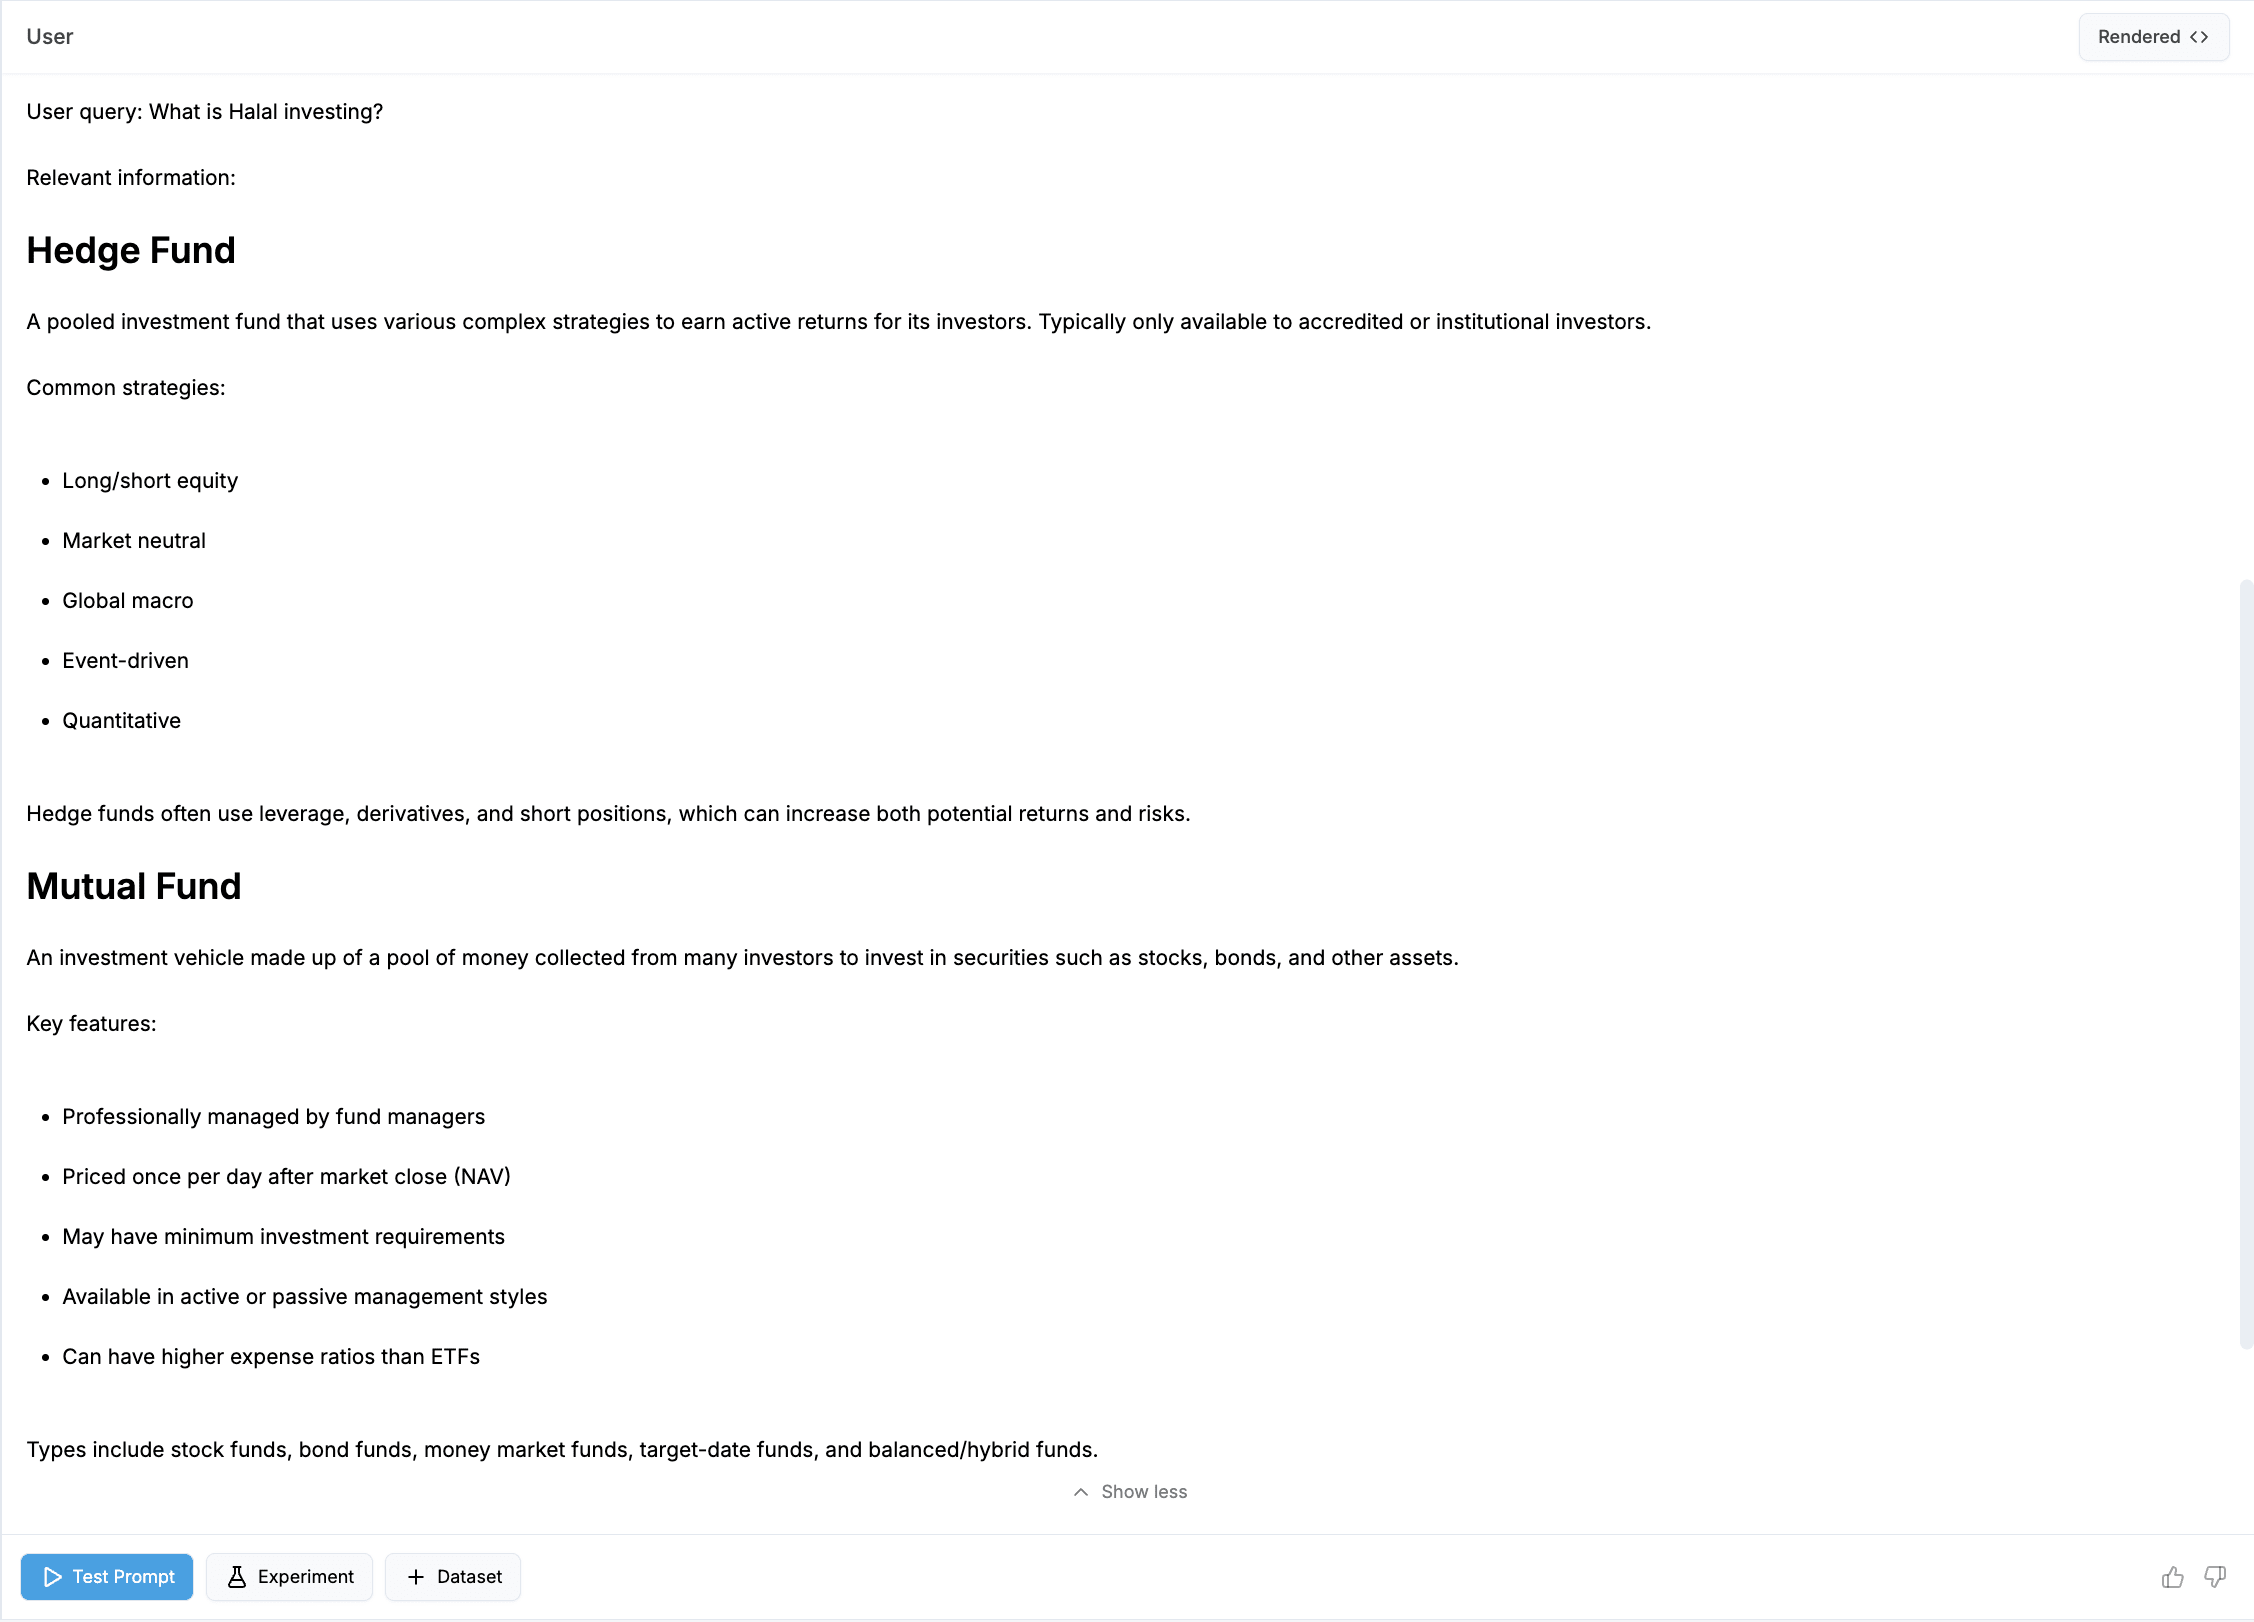 User
Rendered <>
User query: What is Halal investing?
Relevant information:
Hedge Fund
A pooled investment fund that uses various complex strategies to earn active returns for its investors. Typically only available to accredited or institutional investors.
Common strategies:
• Long/short equity
• Market neutral
• Global macro
• Event-driven
• Quantitative
Hedge funds often use leverage, derivatives, and short positions, which can increase both potential returns and risks.
Mutual Fund
An investment vehicle made up of a pool of money collected from many investors to invest in securities such as stocks, bonds, and other assets.
Key features:
• Professionally managed by fund managers
• Priced once per day after market close (NAV)
• May have minimum investment requirements
• Available in active or passive management styles
• Can have higher expense ratios than ETFs
Types include stock funds, bond funds, money market funds, target-date funds, and balanced/hybrid funds.
Show less
Test Prompt
Experiment
+ Dataset